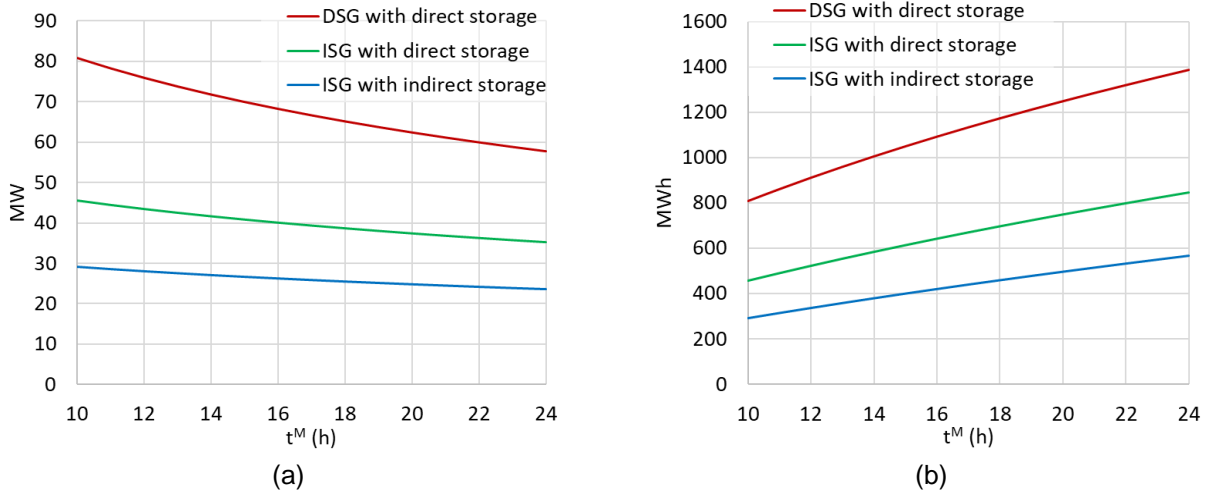 90
80
70
60
50
40
30
20
10
0
MW
DSG with direct storage
ISG with direct storage
ISG with indirect storage
10 12 14 16 18 20 22 24
t^M (h)
(a)
1600
1400
1200
1000
800
600
400
200
0
MWh
DSG with direct storage
ISG with direct storage
ISG with indirect storage
10 12 14 16 18 20 22 24
t^M (h)
(b)